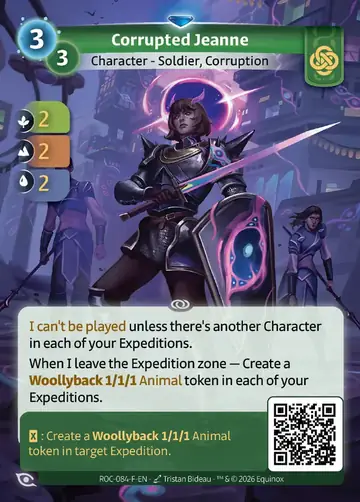 3
3
Corrupted Jeanne
Character - Soldier, Corruption
2
2
2
I can't be played unless there's another Character
in each of your Expeditions.
When I leave the Expedition zone — Create a
Woollyback 1/1/1 Animal token in each of your
Expeditions.
X : Create a Woollyback 1/1/1 Animal
token in target Expedition.
ROC-084-F-EN - Tristan Bideau - ™ & © 2026 Equinox